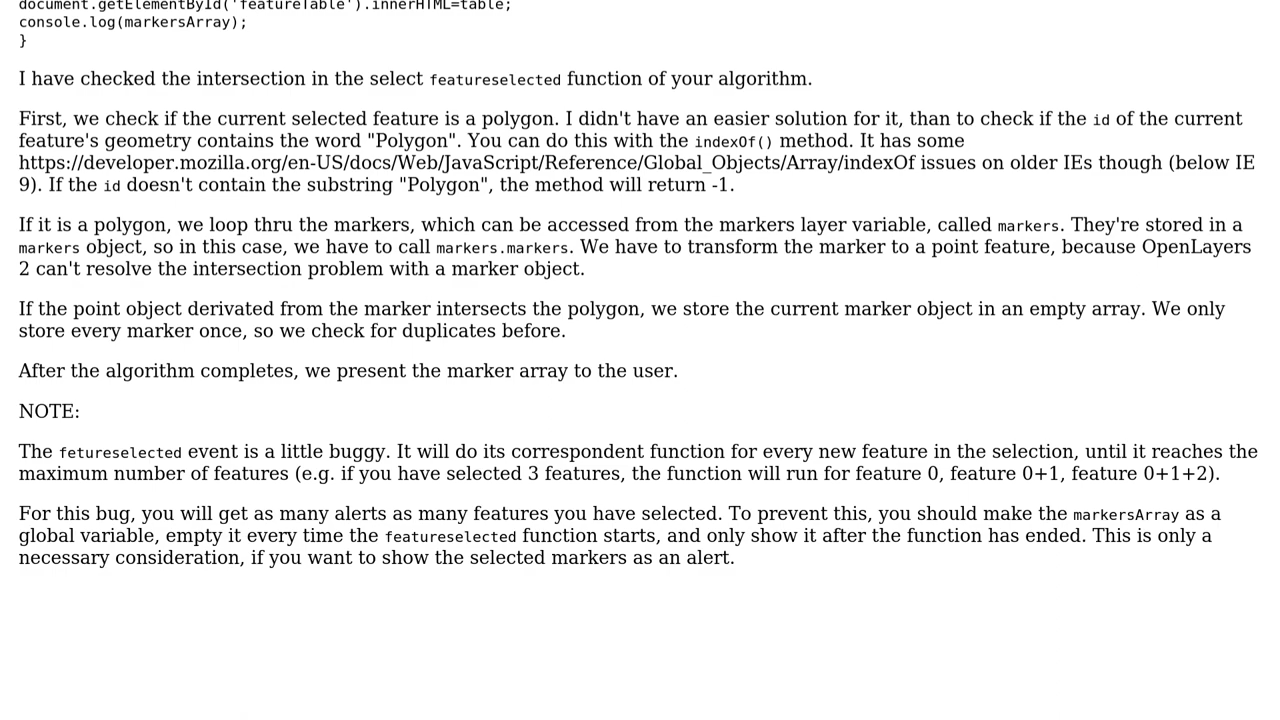 document.getElementById('featureTable').innerHTML=table;
console.log(markersArray);
}
I have checked the intersection in the select featureselected function of your algorithm.
First, we check if the current selected feature is a polygon. I didn't have an easier solution for it, than to check if the id of the current
feature's geometry contains the word "Polygon". You can do this with the indexOf() method. It has some
https://developer.mozilla.org/en-US/docs/Web/JavaScript/Reference/Global_Objects/Array/indexOf issues on older IEs though (below IE
9). If the id doesn't contain the substring "Polygon", the method will return -1.
If it is a polygon, we loop thru the markers, which can be accessed from the markers layer variable, called markers. They're stored in a
markers object, so in this case, we have to call markers.markers. We have to transform the marker to a point feature, because OpenLayers
2 can't resolve the intersection problem with a marker object.
If the point object derivated from the marker intersects the polygon, we store the current marker object in an empty array. We only
store every marker once, so we check for duplicates before.
After the algorithm completes, we present the marker array to the user.
NOTE:
The fetureselected event is a little buggy. It will do its correspondent function for every new feature in the selection, until it reaches the
maximum number of features (e.g. if you have selected 3 features, the function will run for feature 0, feature 0+1, feature 0+1+2).
For this bug, you will get as many alerts as many features you have selected. To prevent this, you should make the markersArray as a
global variable, empty it every time the featureselected function starts, and only show it after the function has ended. This is only a
necessary consideration, if you want to show the selected markers as an alert.